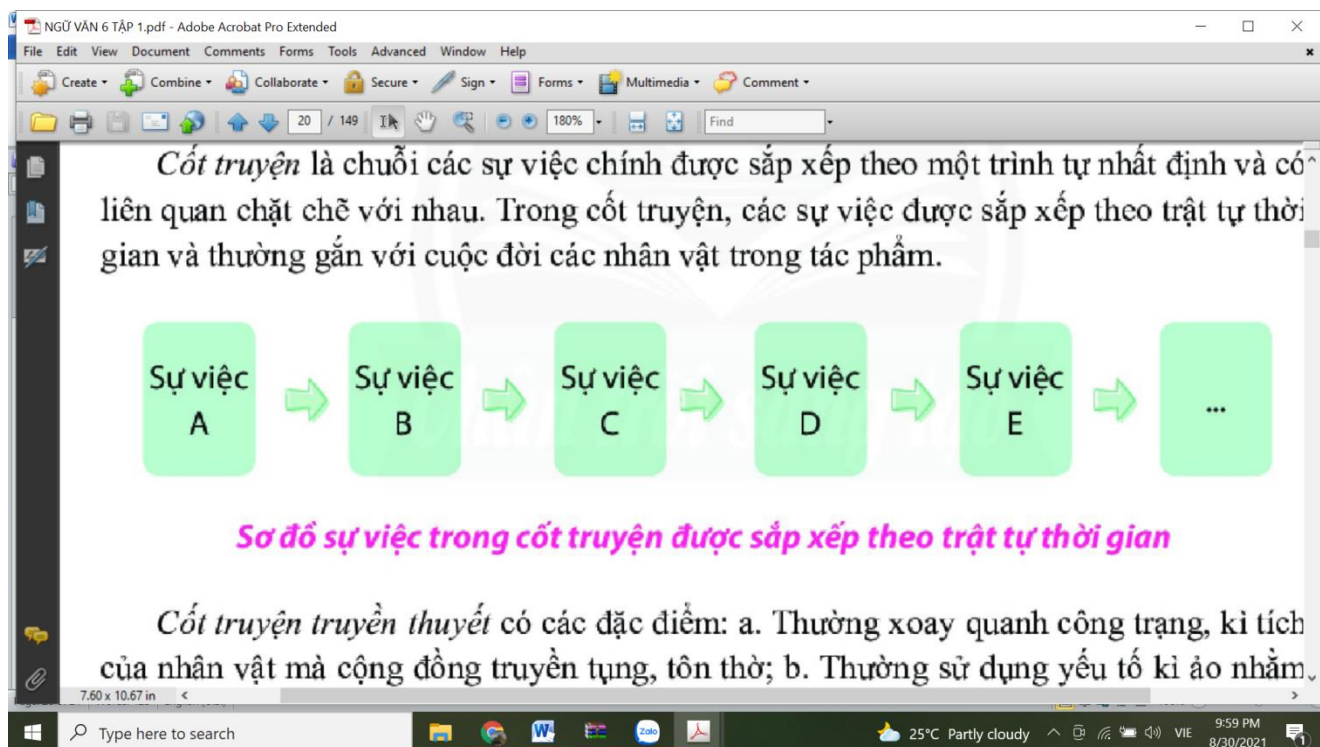 NGỮ VĂN 6 TẬP 1.pdf - Adobe Acrobat Pro Extended
File Edit View Document Comments Forms Tools Advanced Window Help
Create Combine Collaborate Secure Sign Forms Multimedia Comment
20 / 149 180% Find
Cốt truyện là chuỗi các sự việc chính được sắp xếp theo một trình tự nhất định và có
liên quan chặt chẽ với nhau. Trong cốt truyện, các sự việc được sắp xếp theo trật tự thời
gian và thường gắn với cuộc đời các nhân vật trong tác phẩm.
Sự việc A
Sự việc B
Sự việc C
Sự việc D
Sự việc E
...
Sơ đồ sự việc trong cốt truyện được sắp xếp theo trật tự thời gian
Cốt truyện truyền thuyết có các đặc điểm: a. Thường xoay quanh công trạng, kì tích
của nhân vật mà cộng đồng truyền tụng, tôn thờ; b. Thường sử dụng yếu tố kì ảo nhằm
7.60 x 10.67 in
Type here to search
Zalo
25°C Partly cloudy
VIE
9:59 PM
8/30/2021